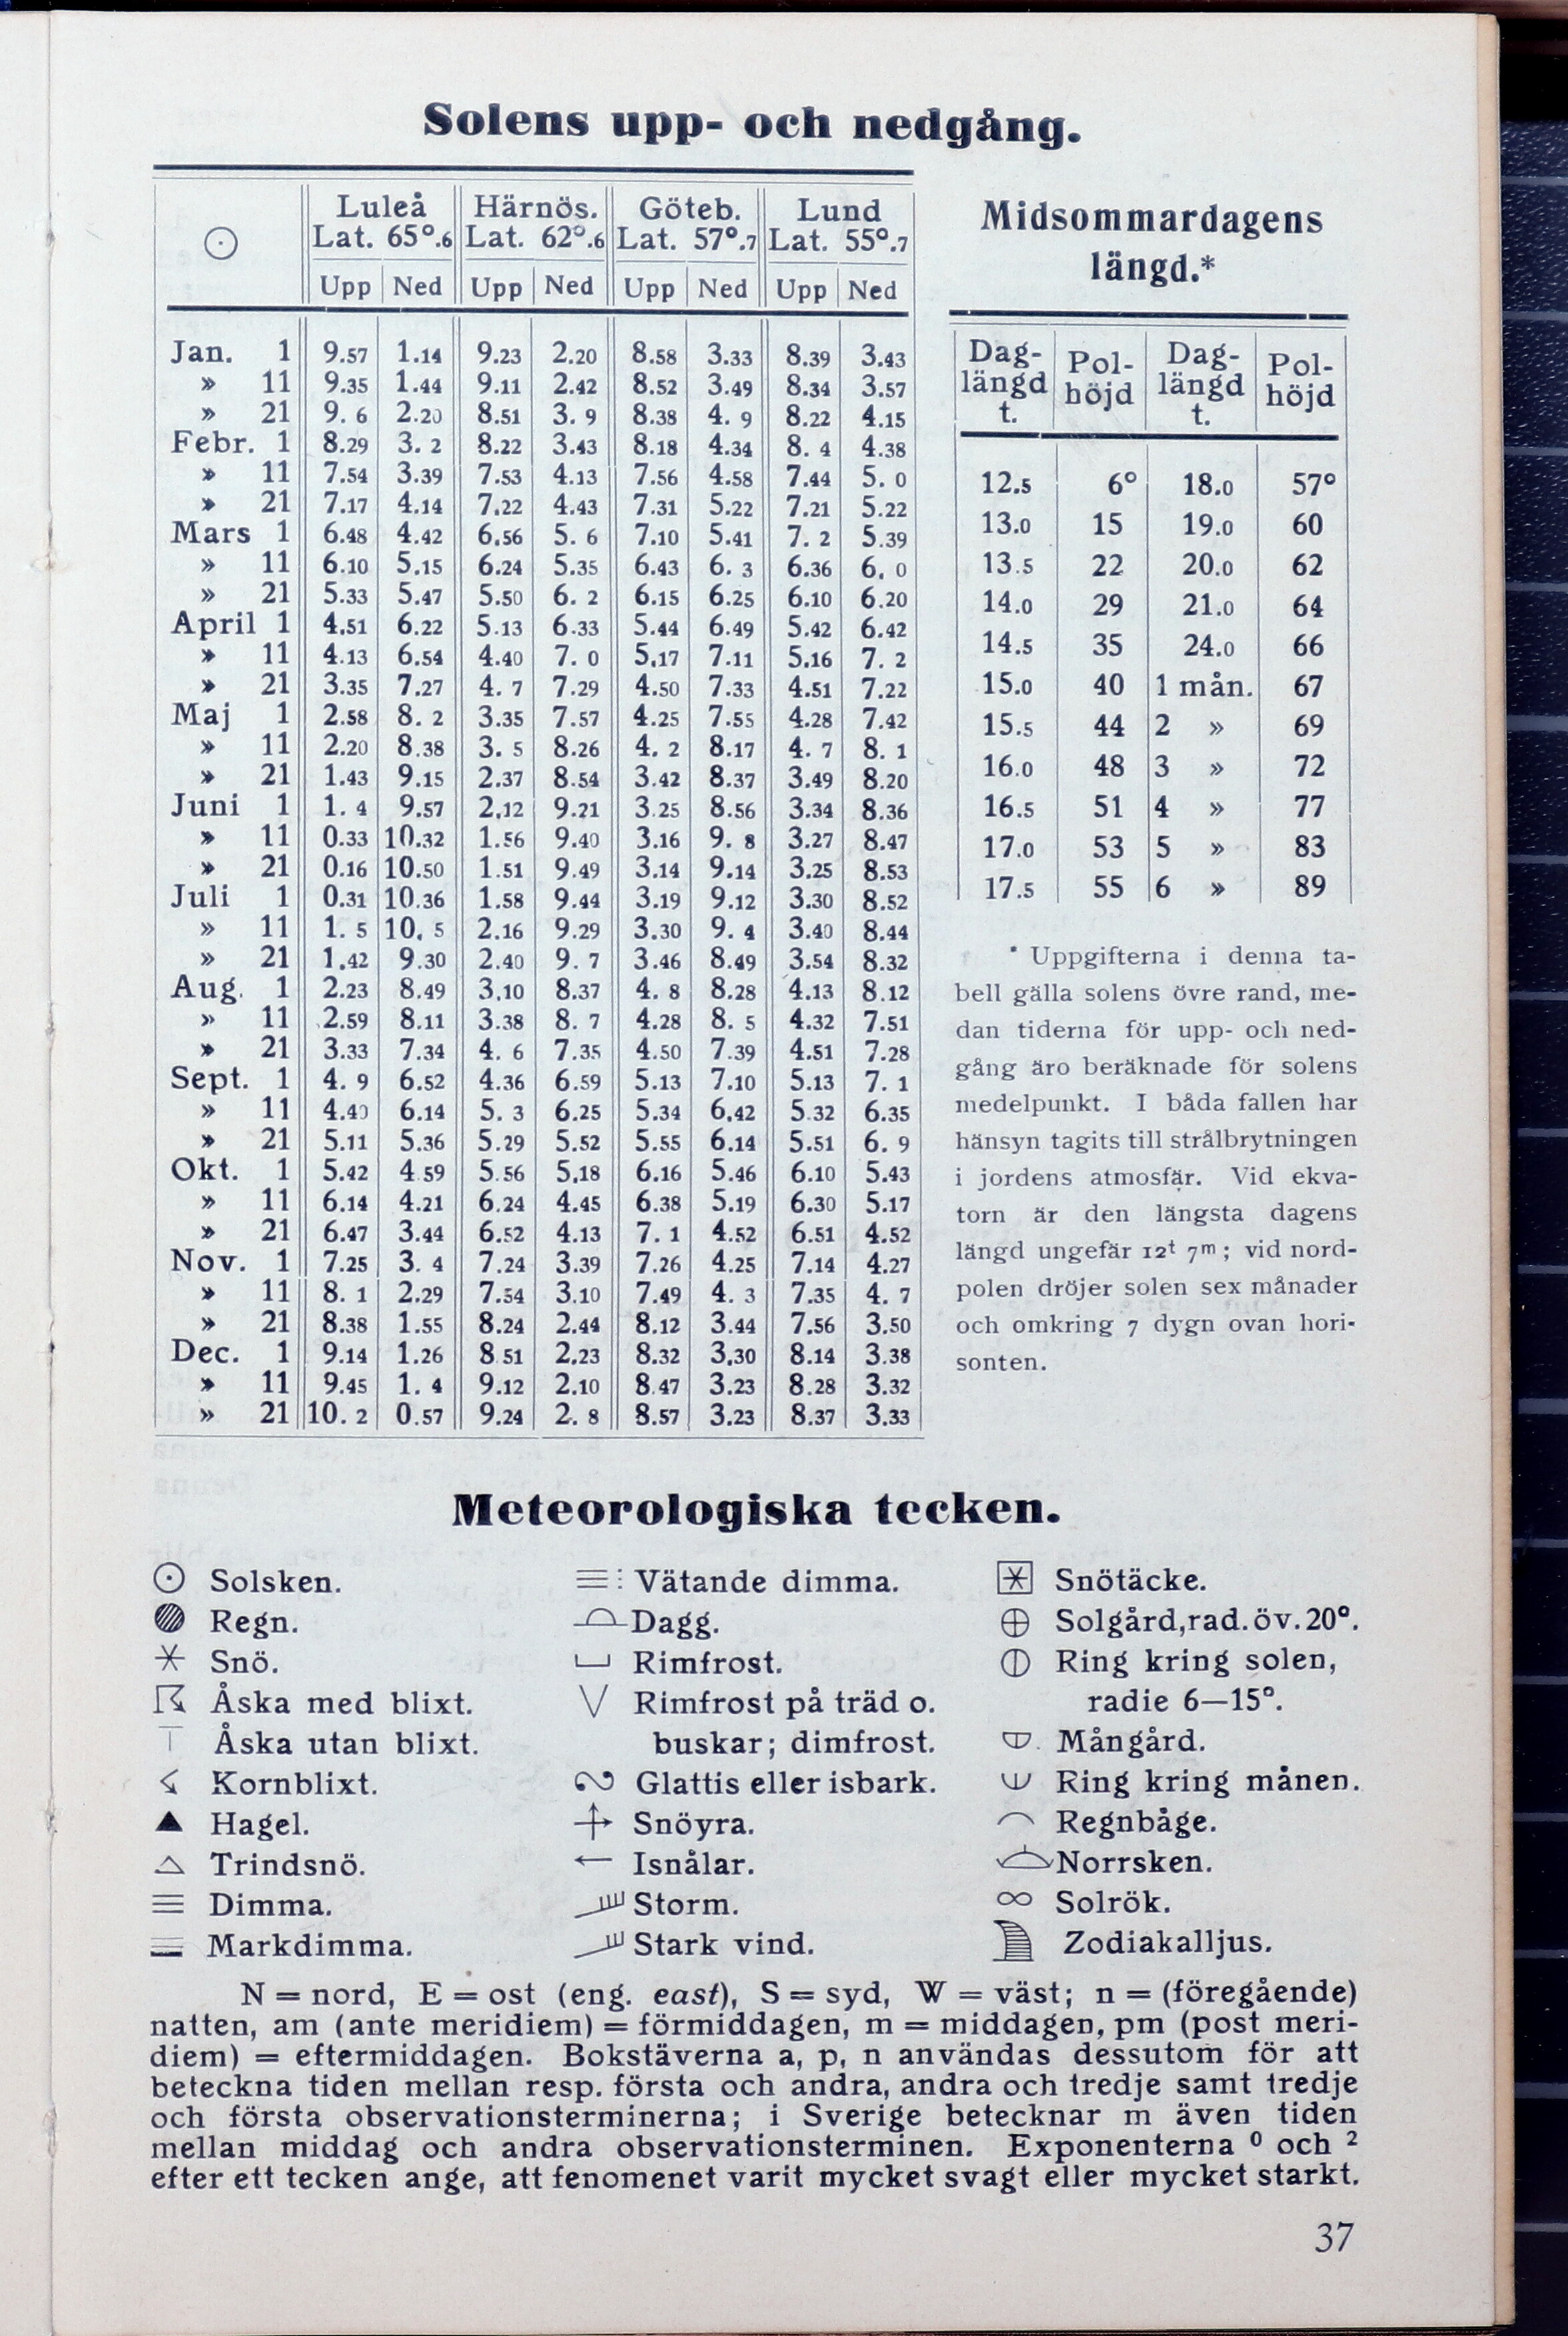 Solens upp- och nedgång.
☉ Luleå Härnös. Göteb. Lund
Lat. 65°.6 Lat. 62°.6 Lat. 57°.7 Lat. 55°.7
Upp Ned Upp Ned Upp Ned Upp Ned
Jan. 1 9.57 1.14 9.23 2.20 8.58 3.33 8.39 3.43
» 11 9.35 1.44 9.11 2.42 8.52 3.49 8.34 3.57
» 21 9. 6 2.20 8.51 3. 9 8.38 4. 9 8.22 4.15
Febr. 1 8.29 3. 2 8.22 3.43 8.18 4.34 8. 4 4.38
» 11 7.54 3.39 7.53 4.13 7.56 4.58 7.44 5. 0
» 21 7.17 4.14 7.22 4.43 7.31 5.22 7.21 5.22
Mars 1 6.48 4.42 6.56 5. 6 7.10 5.41 7. 2 5.39
» 11 6.10 5.15 6.24 5.35 6.43 6. 3 6.36 6. 0
» 21 5.33 5.47 5.50 6. 2 6.15 6.25 6.10 6.20
April 1 4.51 6.22 5.13 6.33 5.44 6.49 5.42 6.42
» 11 4.13 6.54 4.40 7. 0 5.17 7.11 5.16 7. 2
» 21 3.35 7.27 4. 7 7.29 4.50 7.33 4.51 7.22
Maj 1 2.58 8. 2 3.35 7.57 4.25 7.55 4.28 7.42
» 11 2.20 8.38 3. 5 8.26 4. 2 8.17 4. 7 8. 1
» 21 1.43 9.15 2.37 8.54 3.42 8.37 3.49 8.20
Juni 1 1. 4 9.57 2.12 9.21 3.25 8.56 3.34 8.36
» 11 0.33 10.32 1.56 9.40 3.16 9. 8 3.27 8.47
» 21 0.16 10.50 1.51 9.49 3.14 9.14 3.25 8.53
Juli 1 0.31 10.36 1.58 9.44 3.19 9.12 3.30 8.52
» 11 1. 5 10. 5 2.16 9.29 3.30 9. 4 3.40 8.44
» 21 1.42 9.30 2.40 9. 7 3.46 8.49 3.54 8.32
Aug. 1 2.23 8.49 3.10 8.37 4. 8 8.28 4.13 8.12
» 11 2.59 8.11 3.38 8. 7 4.28 8. 5 4.32 7.51
» 21 3.33 7.34 4. 6 7.35 4.50 7.39 4.51 7.28
Sept. 1 4. 9 6.52 4.36 6.59 5.13 7.10 5.13 7. 1
» 11 4.40 6.14 5. 3 6.25 5.34 6.42 5.32 6.35
» 21 5.11 5.36 5.29 5.52 5.55 6.14 5.51 6. 9
Okt. 1 5.42 4.59 5.56 5.18 6.16 5.46 6.10 5.43
» 11 6.14 4.21 6.24 4.45 6.38 5.19 6.30 5.17
» 21 6.47 3.44 6.52 4.13 7. 1 4.52 6.51 4.52
Nov. 1 7.25 3. 4 7.24 3.39 7.26 4.25 7.14 4.27
» 11 8. 1 2.29 7.54 3.10 7.49 4. 3 7.35 4. 7
» 21 8.38 1.55 8.24 2.44 8.12 3.44 7.56 3.50
Dec. 1 9.14 1.26 8.51 2.23 8.32 3.30 8.14 3.38
» 11 9.45 1. 4 9.12 2.10 8.47 3.23 8.28 3.32
» 21 10. 2 0.57 9.24 2. 8 8.57 3.23 8.37 3.33
Midsommardagens
längd.*
Dag- Pol- Dag- Pol-
längd höjd längd höjd
t. t.
12.5 6° 18.0 57°
13.0 15 19.0 60
13.5 22 20.0 62
14.0 29 21.0 64
14.5 35 24.0 66
15.0 40 1 mån. 67
15.5 44 2 » 69
16.0 48 3 » 72
16.5 51 4 » 77
17.0 53 5 » 83
17.5 55 6 » 89
* Uppgifterna i denna ta-
bell gälla solens övre rand, me-
dan tiderna för upp- och ned-
gång äro beräknade för solens
medelpunkt. I båda fallen har
hänsyn tagits till strålbrytningen
i jordens atmosfär. Vid ekva-
torn är den längsta dagens
längd ungefär 12t 7m; vid nord-
polen dröjer solen sex månader
och omkring 7 dygn ovan hori-
sonten.
Meteorologiska tecken.
Solsken.
Regn.
Snö.
Åska med blixt.
Åska utan blixt.
Kornblixt.
Hagel.
Trindsnö.
Dimma.
Markdimma.
Vätande dimma.
Dagg.
Rimfrost.
Rimfrost på träd o.
buskar; dimfrost.
Glattis eller isbark.
Snöyra.
Isnålar.
Storm.
Stark vind.
Snötäcke.
Solgård,rad.öv.20°.
Ring kring solen,
radie 6—15°.
Mångård.
Ring kring månen.
Regnbåge.
Norrsken.
Solrök.
Zodiakalljus.
N = nord, E = ost (eng. east), S = syd, W = väst; n = (föregående)
natten, am (ante meridiem) = förmiddagen, m = middagen, pm (post meri-
diem) = eftermiddagen. Bokstäverna a, p, n användas dessutom för att
beteckna tiden mellan resp. första och andra, andra och tredje samt tredje
och första observationsterminerna; i Sverige betecknar m även tiden
mellan middag och andra observationsterminen. Exponenterna ⁰ och ²
efter ett tecken ange, att fenomenet varit mycket svagt eller mycket starkt.
37